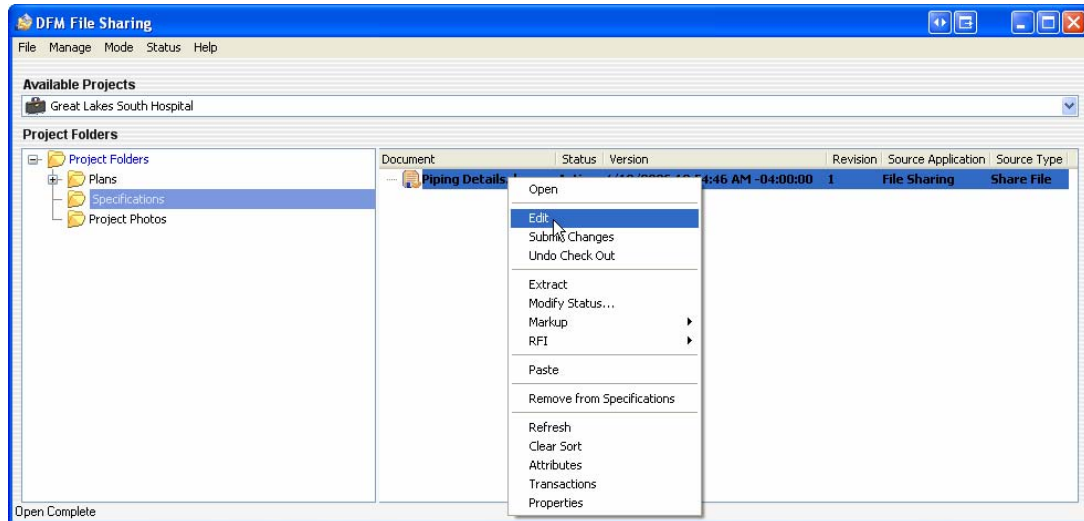 DFM File Sharing
File Manage Mode Status Help
Available Projects
Great Lakes South Hospital
Project Folders
Project Folders
Plans
Specifications
Project Photos
Document Status Version Revision Source Application Source Type
Piping Details AM -04:00:00 1 File Sharing Share File
Open
Edit
Submit Changes
Undo Check Out
Extract
Modify Status...
Markup
RFI
Paste
Remove from Specifications
Refresh
Clear Sort
Attributes
Transactions
Properties
Open Complete